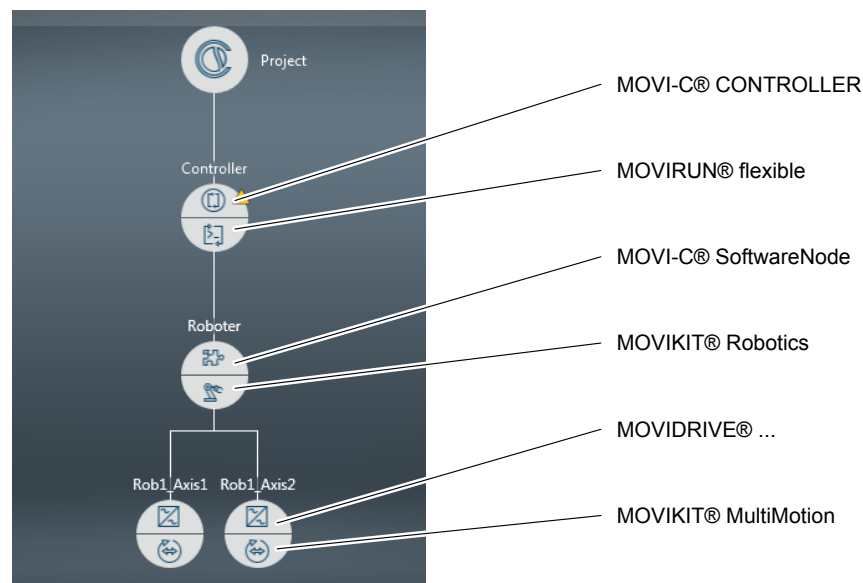 Project
MOVI-C® CONTROLLER
Controller
MOVIRUN® flexible
MOVI-C® SoftwareNode
Roboter
MOVIKIT® Robotics
MOVIDRIVE® ...
Rob1_Axis1 Rob1_Axis2
MOVIKIT® MultiMotion